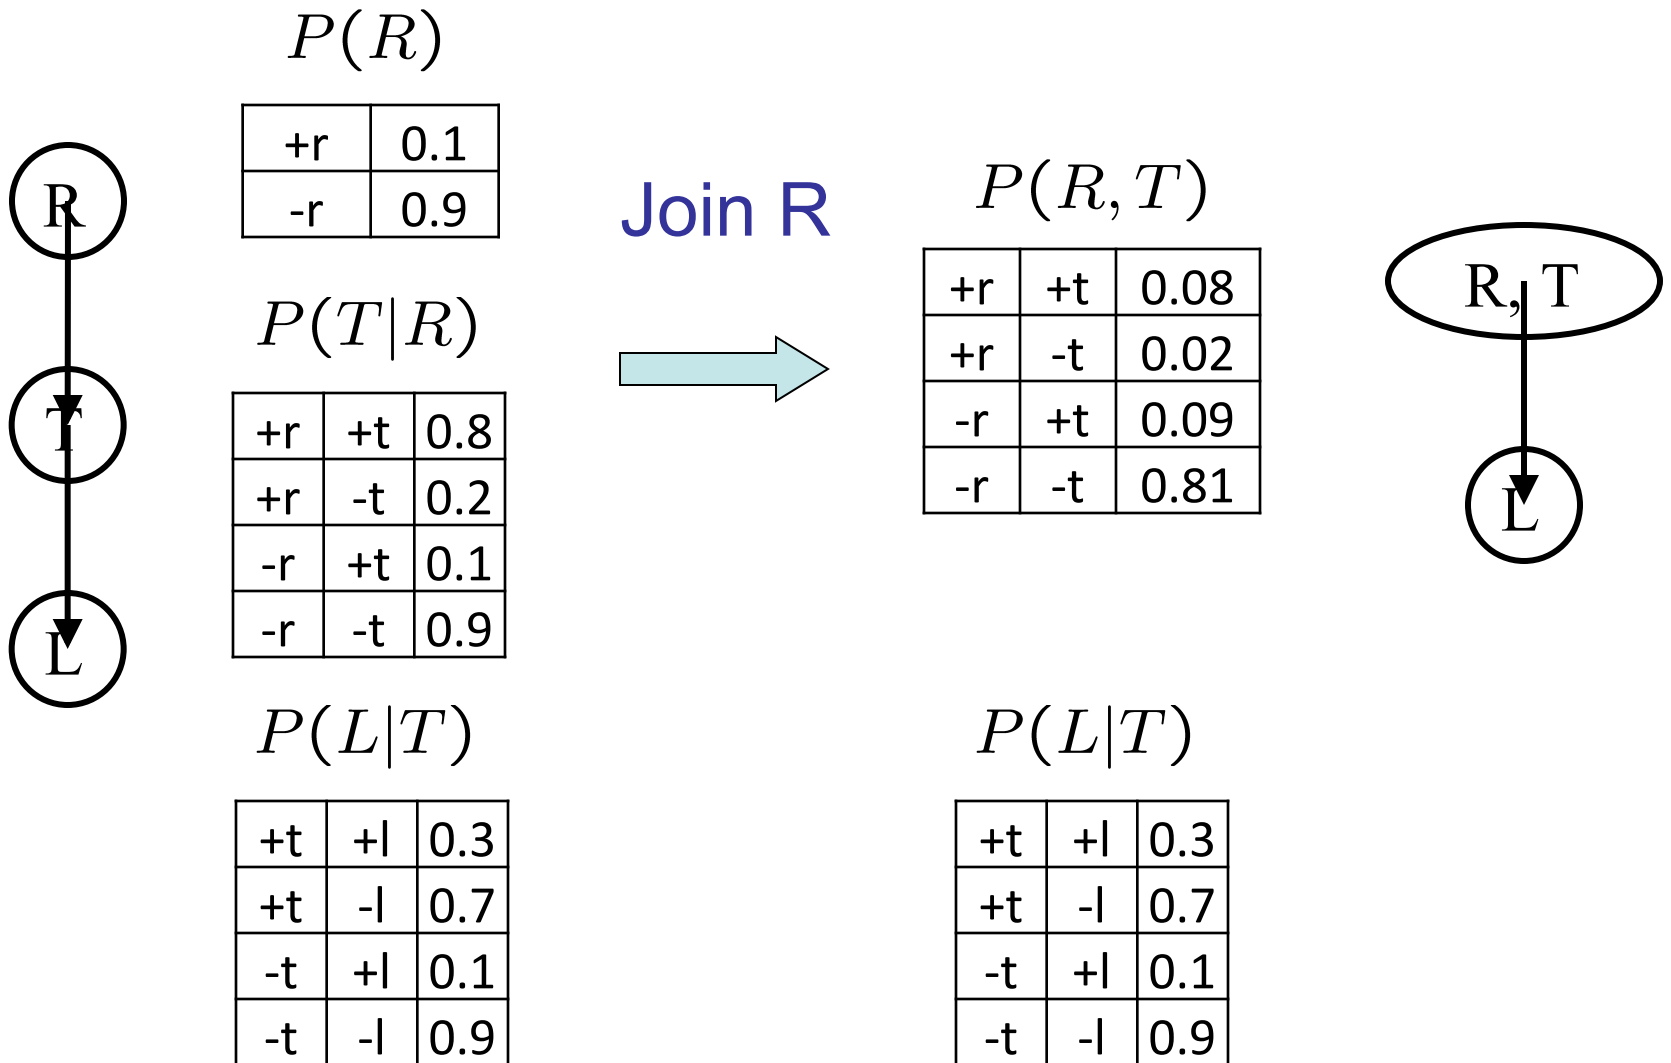 P(R)
+r 0.1
-r 0.9
R
T
L
P(T|R)
+r +t 0.8
+r -t 0.2
-r +t 0.1
-r -t 0.9
P(L|T)
+t +l 0.3
+t -l 0.7
-t +l 0.1
-t -l 0.9
Join R
P(R, T)
+r +t 0.08
+r -t 0.02
-r +t 0.09
-r -t 0.81
R, T
L
P(L|T)
+t +l 0.3
+t -l 0.7
-t +l 0.1
-t -l 0.9